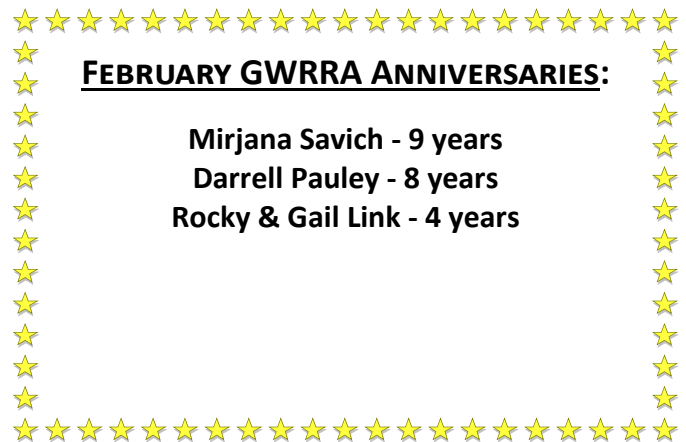 FEBRUARY GWRRA ANNIVERSARIES:
Mirjana Savich - 9 years
Darrell Pauley - 8 years
Rocky & Gail Link - 4 years